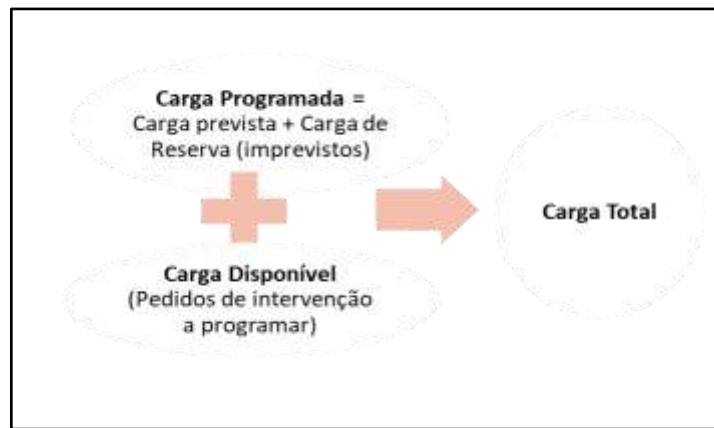 Carga Programada =
Carga prevista + Carga de
Reserva (imprevistos)
Carga Disponível
(Pedidos de intervenção
a programar)
Carga Total